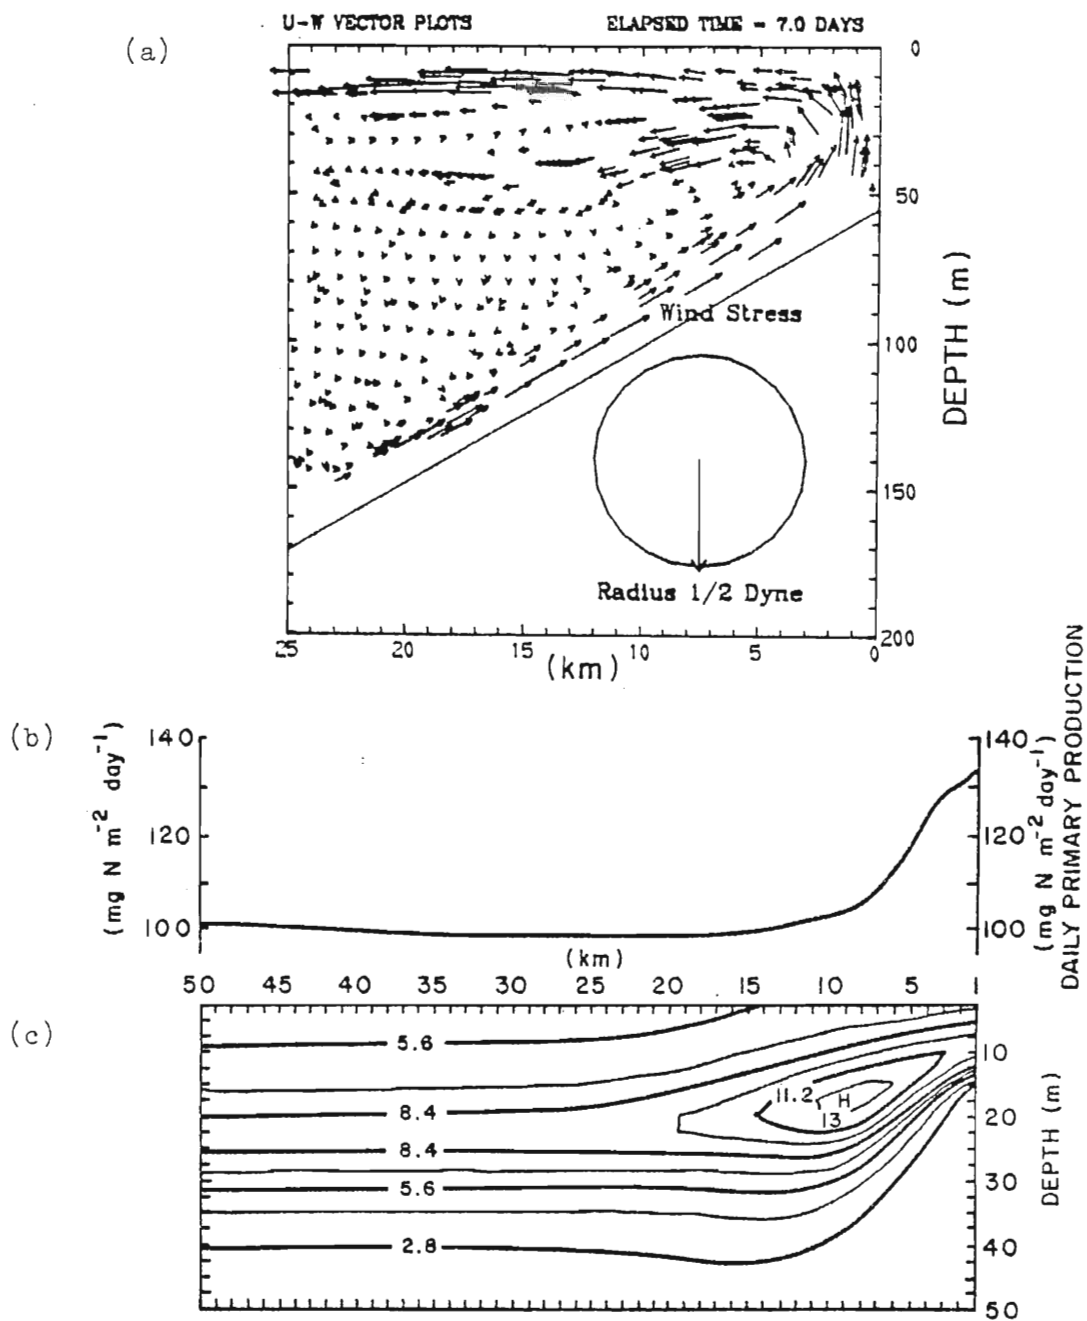 U-W VECTOR PLOTS ELAPSED TIME = 7.0 DAYS
(a)
0
50
100
150
200
DEPTH (m)
Wind Stress
Radius 1/2 Dyne
25 20 15 10 5 0
(km)
(b)
140 120 100
(mg N m-2 day-1)
140 120 100
(mg N m-2 day-1)
DAILY PRIMARY PRODUCTION
(km)
50 45 40 35 30 25 20 15 10 5 1
(c)
5.6
8.4
8.4
5.6
2.8
11.2
H
13
10
20
30
40
50
DEPTH (m)